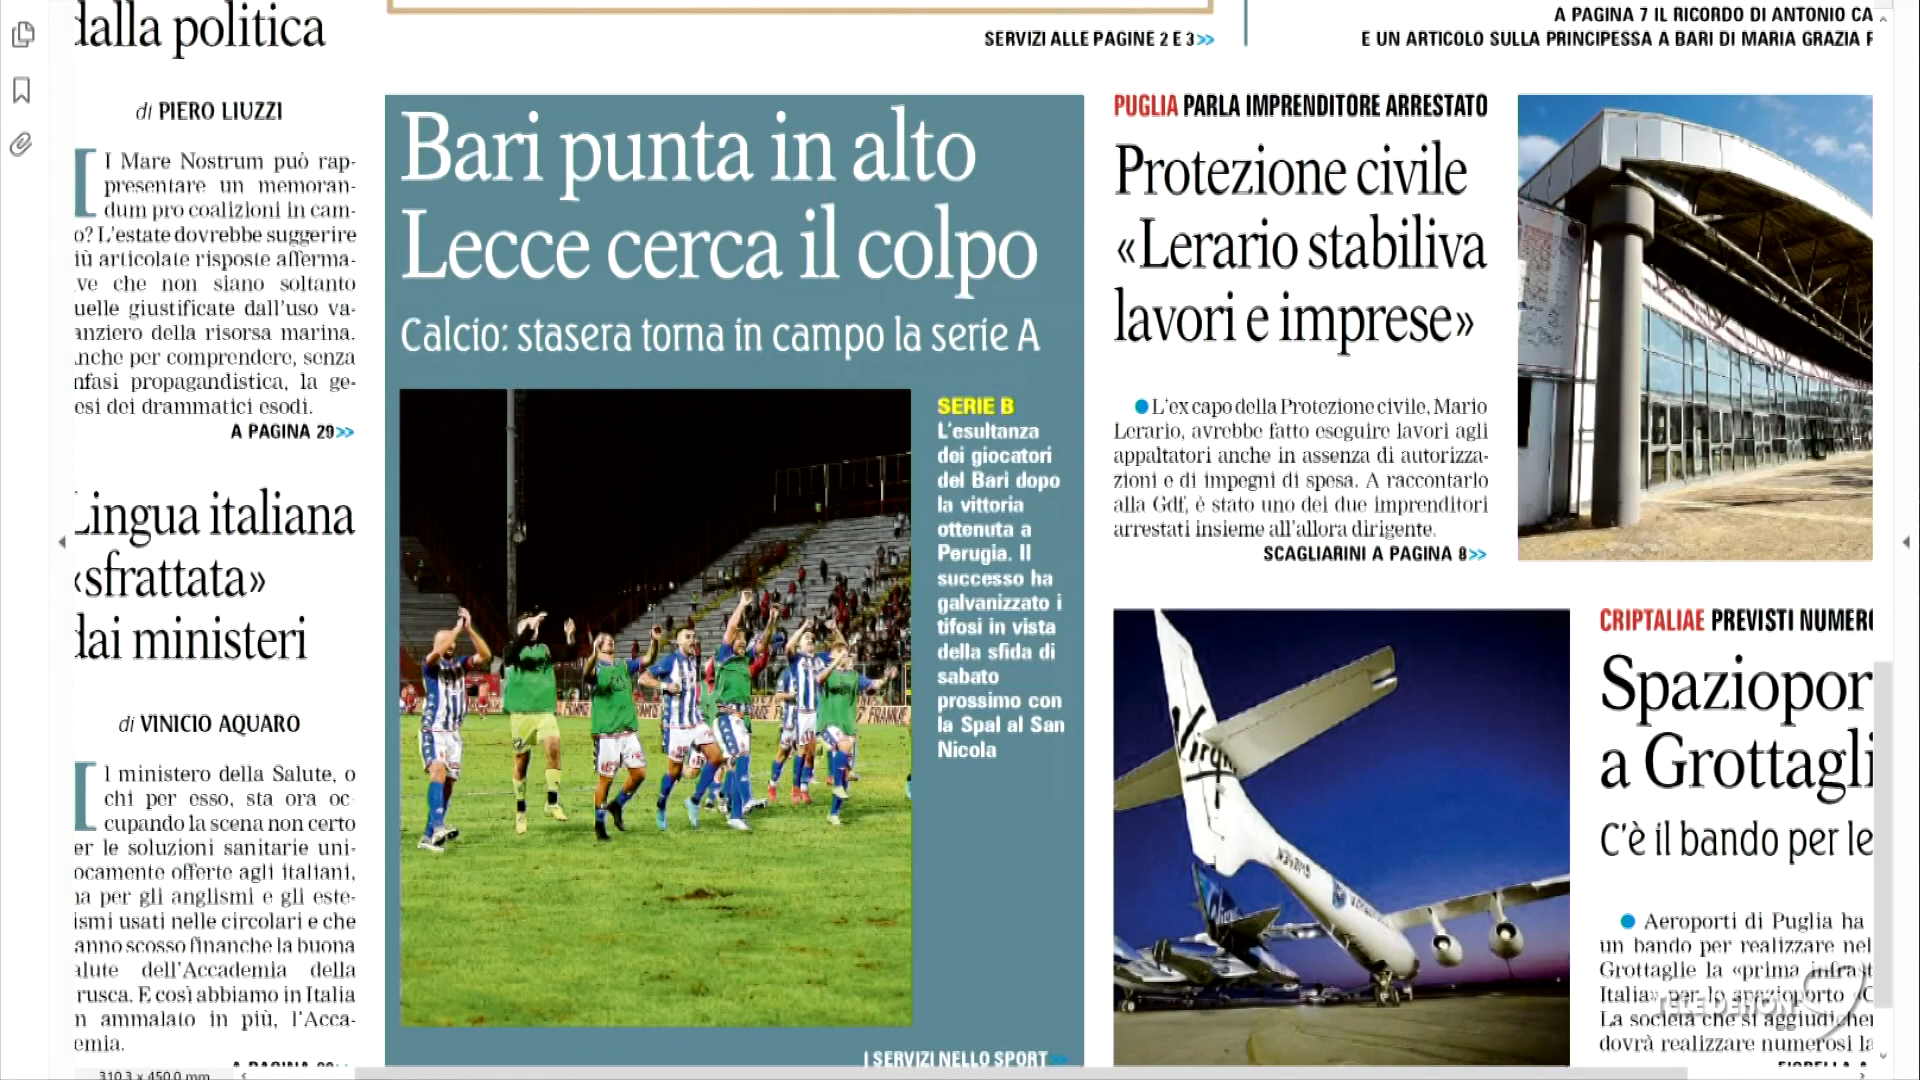 dalla politica
di PIERO LIUZZI
I Mare Nostrum può rap-
presentare un memoran-
dum pro coalizioni in cam-
o? L'estate dovrebbe suggerire
iù articolate risposte afferma-
ve che non siano soltanto
uelle giustificate dall'uso va-
anziero della risorsa marina.
nche per comprendere, senza
nfasi propagandistica, la ge-
esi dei drammatici esodi.
A PAGINA 29>>
Lingua italiana
«sfrattata»
dai ministeri
di VINICIO AQUARO
l ministero della Salute, o
chi per esso, sta ora oc-
cupando la scena non certo
er le soluzioni sanitarie uni-
ocamente offerte agli italiani,
na per gli anglismi e gli este-
ismi usati nelle circolari e che
anno scosso finanche la buona
alute dell'Accademia della
rusca. E così abbiamo in Italia
n ammalato in più, l'Acca-
emia.
SERVIZI ALLE PAGINE 2 E 3>>
Bari punta in alto
Lecce cerca il colpo
Calcio: stasera torna in campo la serie A
SERIE B
L'esultanza
dei giocatori
del Bari dopo
la vittoria
ottenuta a
Perugia. Il
successo ha
galvanizzato i
tifosi in vista
della sfida di
sabato
prossimo con
la Spal al San
Nicola
I SERVIZI NELLO SPORT>>
A PAGINA 7 IL RICORDO DI ANTONIO CA
E UN ARTICOLO SULLA PRINCIPESSA A BARI DI MARIA GRAZIA
PUGLIA PARLA IMPRENDITORE ARRESTATO
Protezione civile
«Lerario stabiliva
lavori e imprese»
L'ex capo della Protezione civile, Mario
Lerario, avrebbe fatto eseguire lavori agli
appaltatori anche in assenza di autorizza-
zioni e di impegni di spesa. A raccontarlo
alla Gdf, è stato uno dei due imprenditori
arrestati insieme all'allora dirigente.
SCAGLIARINI A PAGINA 8>>
Virgin
CRIPTALIAE PREVISTI NUMERO
Spaziopor
a Grottagli
C'è il bando per le
Aeroporti di Puglia ha
un bando per realizzare nel
Grottaglie la «prima infrast
Italia» per lo spazioporto «C
La società che si aggiudicher
dovrà realizzare numerosi la
TELEDEHON 9
310,3 x 450,0 mm